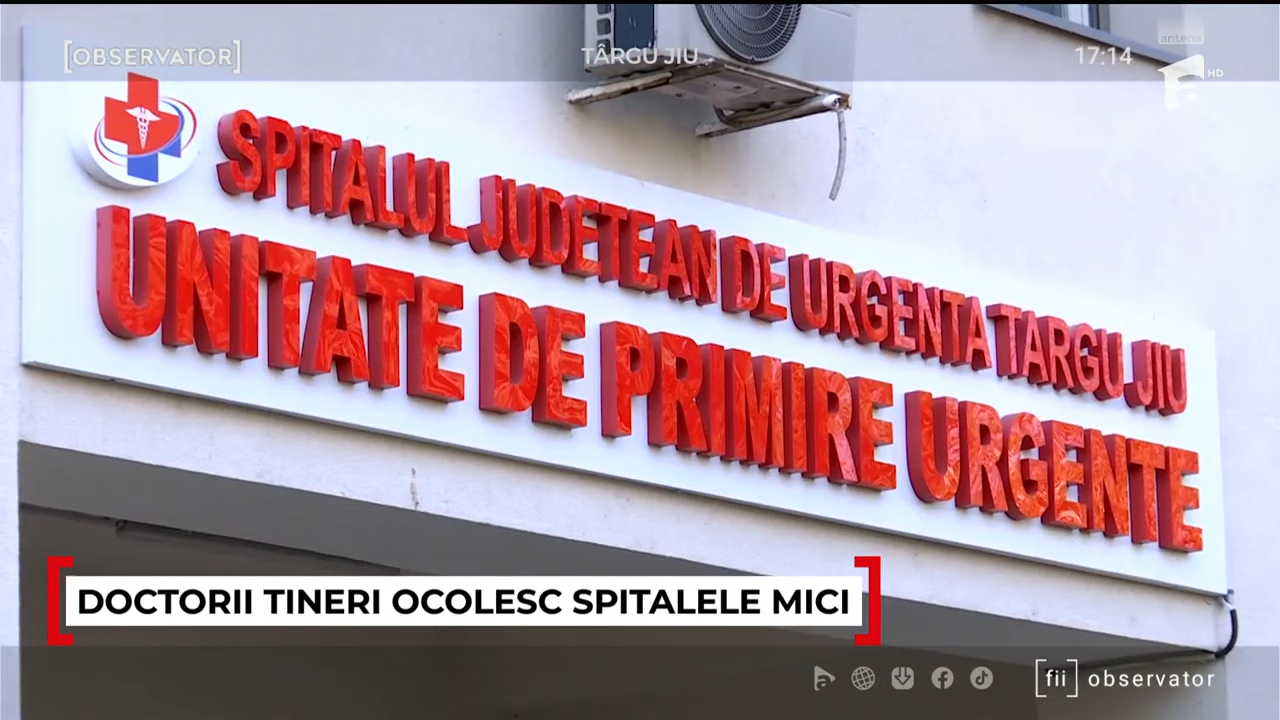 [OBSERVATOR]
TÂRGU JIU
17:14
antena
HD
SPITALUL JUDETEAN DE URGENTA TARGU JIU
UNITATE DE PRIMIRE URGENTE
DOCTORII TINERI OCOLESC SPITALELE MICI
[fii] observator